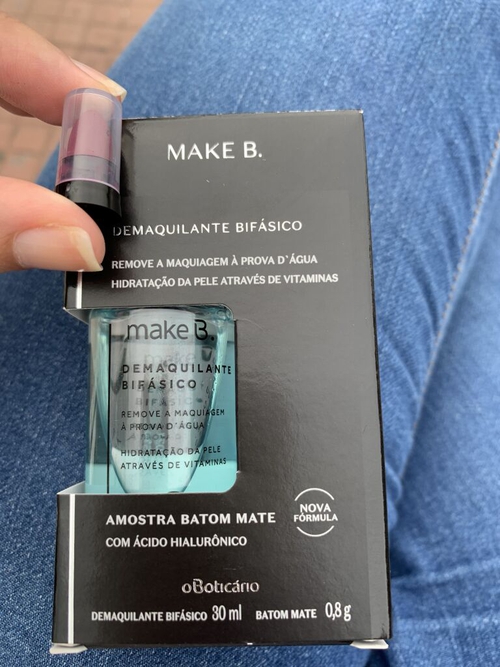 MAKE B.
DEMAQUILANTE BIFÁSICO
REMOVE A MAQUIAGEM À PROVA D'ÁGUA
HIDRATAÇÃO DA PELE ATRAVÉS DE VITAMINAS
make B.
DEMAQUILANTE
BIFÁSICO
REMOVE A MAQUIAGEM
À PROVA D'ÁGUA
HIDRATAÇÃO DA PELE
ATRAVÉS DE VITAMINAS
AMOSTRA BATOM MATE
COM ÁCIDO HIALURÔNICO
NOVA
FÓRMULA
oBoticário
DEMAQUILANTE BIFÁSICO 30 ml BATOM MATE 0,8 g